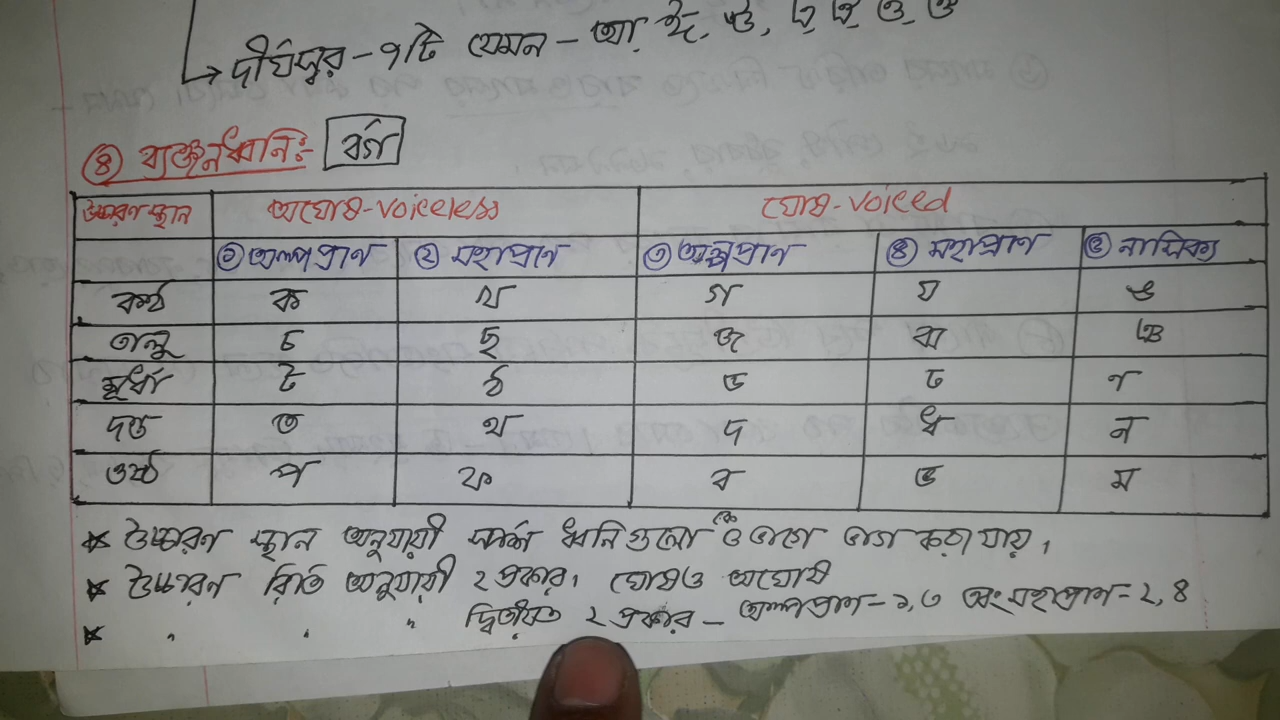 → দীর্ঘস্বর - ৭টি যেমন - আ, ঈ, ঊ, এ, ঐ, ও, ঔ
④ ব্যঞ্জনধ্বনি:- বর্গ
উচ্চারণ স্থান অঘোষ-voiceless ঘোষ-voiced
① অল্পপ্রাণ ② মহাপ্রাণ ③ অল্পপ্রাণ ④ মহাপ্রাণ ⑤ নাসিক্য
কণ্ঠ ক খ গ ঘ ঙ
তালু চ ছ জ ঝ ঞ
মূর্ধা ট ঠ ড ঢ ণ
দন্ত ত থ দ ধ ন
ওষ্ঠ প ফ ব ভ ম
★ উচ্চারণ স্থান অনুযায়ী স্পর্শ ধ্বনি গুলো কে ৫ ভাগে ভাগ করা যায়।
★ উচ্চারণ রিতি অনুযায়ী ২ প্রকার। ঘোষ ও অঘোষ
★ " " " দ্বিতীয়ত ২ প্রকার - অল্পপ্রাণ - ১, ৩ অবং মহাপ্রাণ = ২, ৪